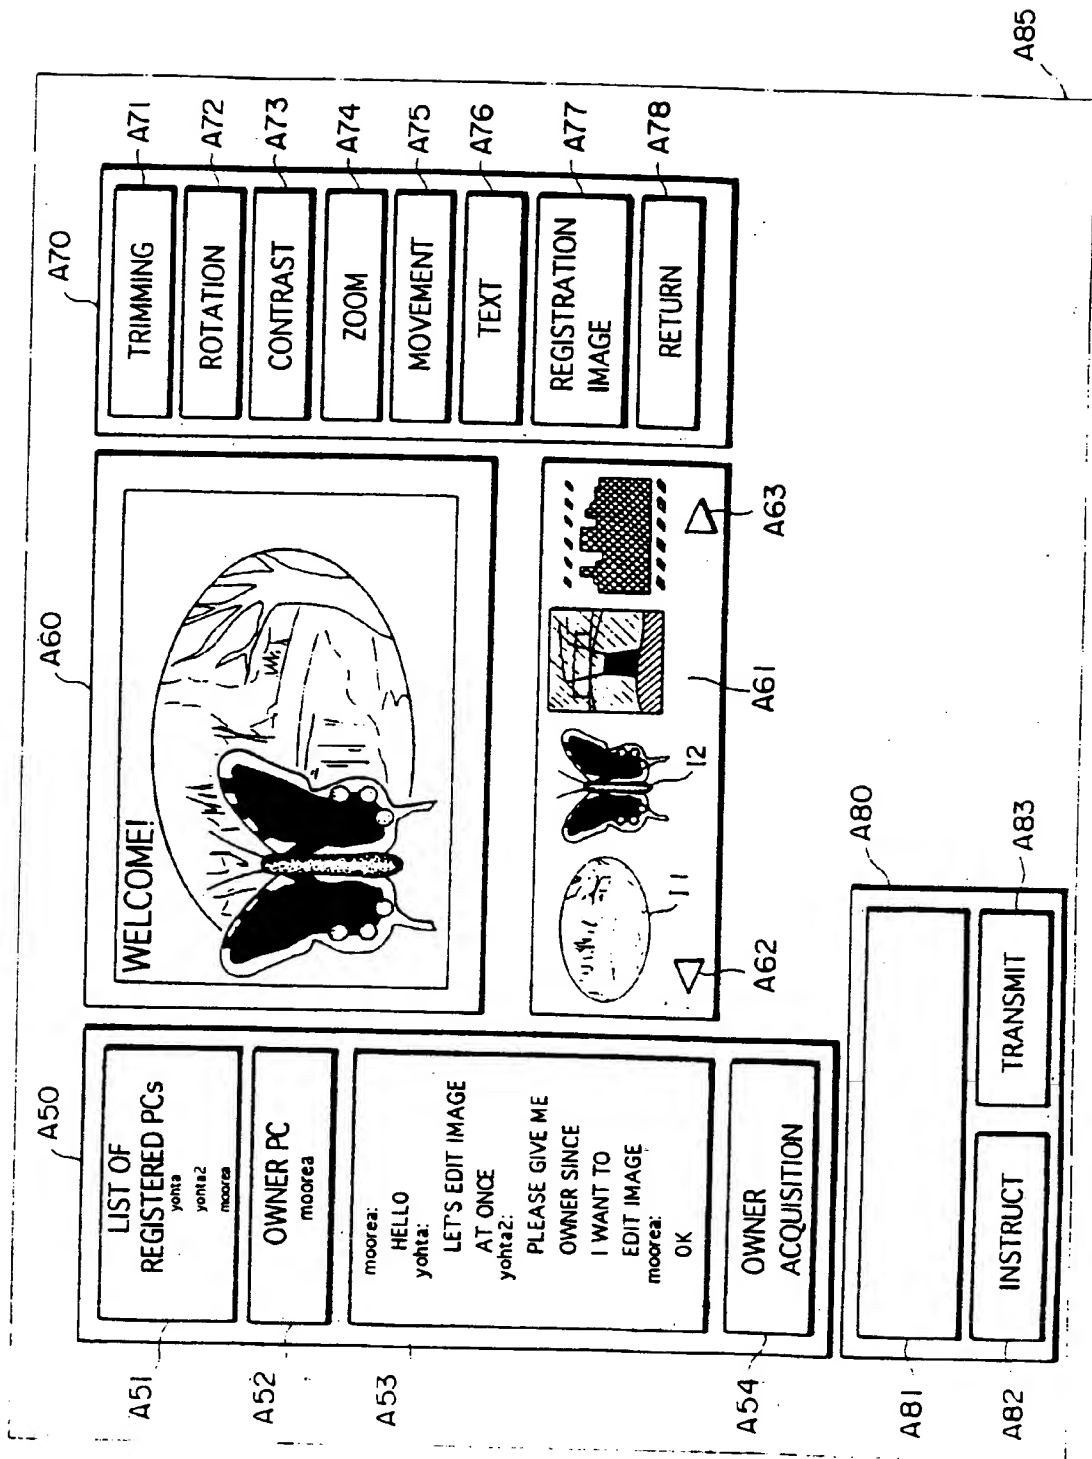 A50
A60
A70
A85
LIST OF
REGISTERED PCs
yohta
yohta2
moorea
OWNER PC
moorea
moorea:
HELLO
yohta:
LET'S EDIT IMAGE
AT ONCE
yohta2:
PLEASE GIVE ME
OWNER SINCE
I WANT TO
EDIT IMAGE
moorea:
OK
OWNER
ACQUISITION
A51
A52
A53
A54
WELCOME!
11
12
A61
A62
A63
TRIMMING
ROTATION
CONTRAST
ZOOM
MOVEMENT
TEXT
REGISTRATION
IMAGE
RETURN
A71
A72
A73
A74
A75
A76
A77
A78
A80
INSTRUCT
TRANSMIT
A81
A82
A83